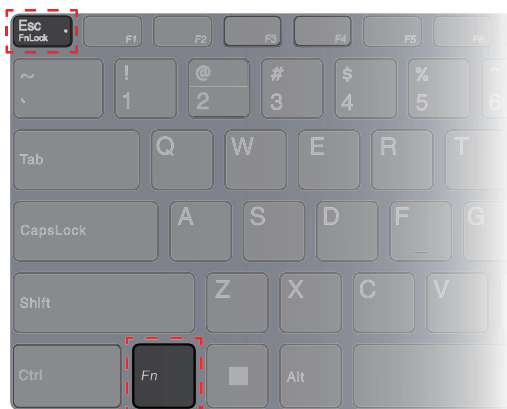 Esc
FnLock
F1
F2
F3
F4
F5
F6
~
`
!
1
@
2
#
3
$
4
%
5
6
Tab
Q
W
E
R
T
CapsLock
A
S
D
F
G
Shift
Z
X
C
V
Ctrl
Fn
Alt